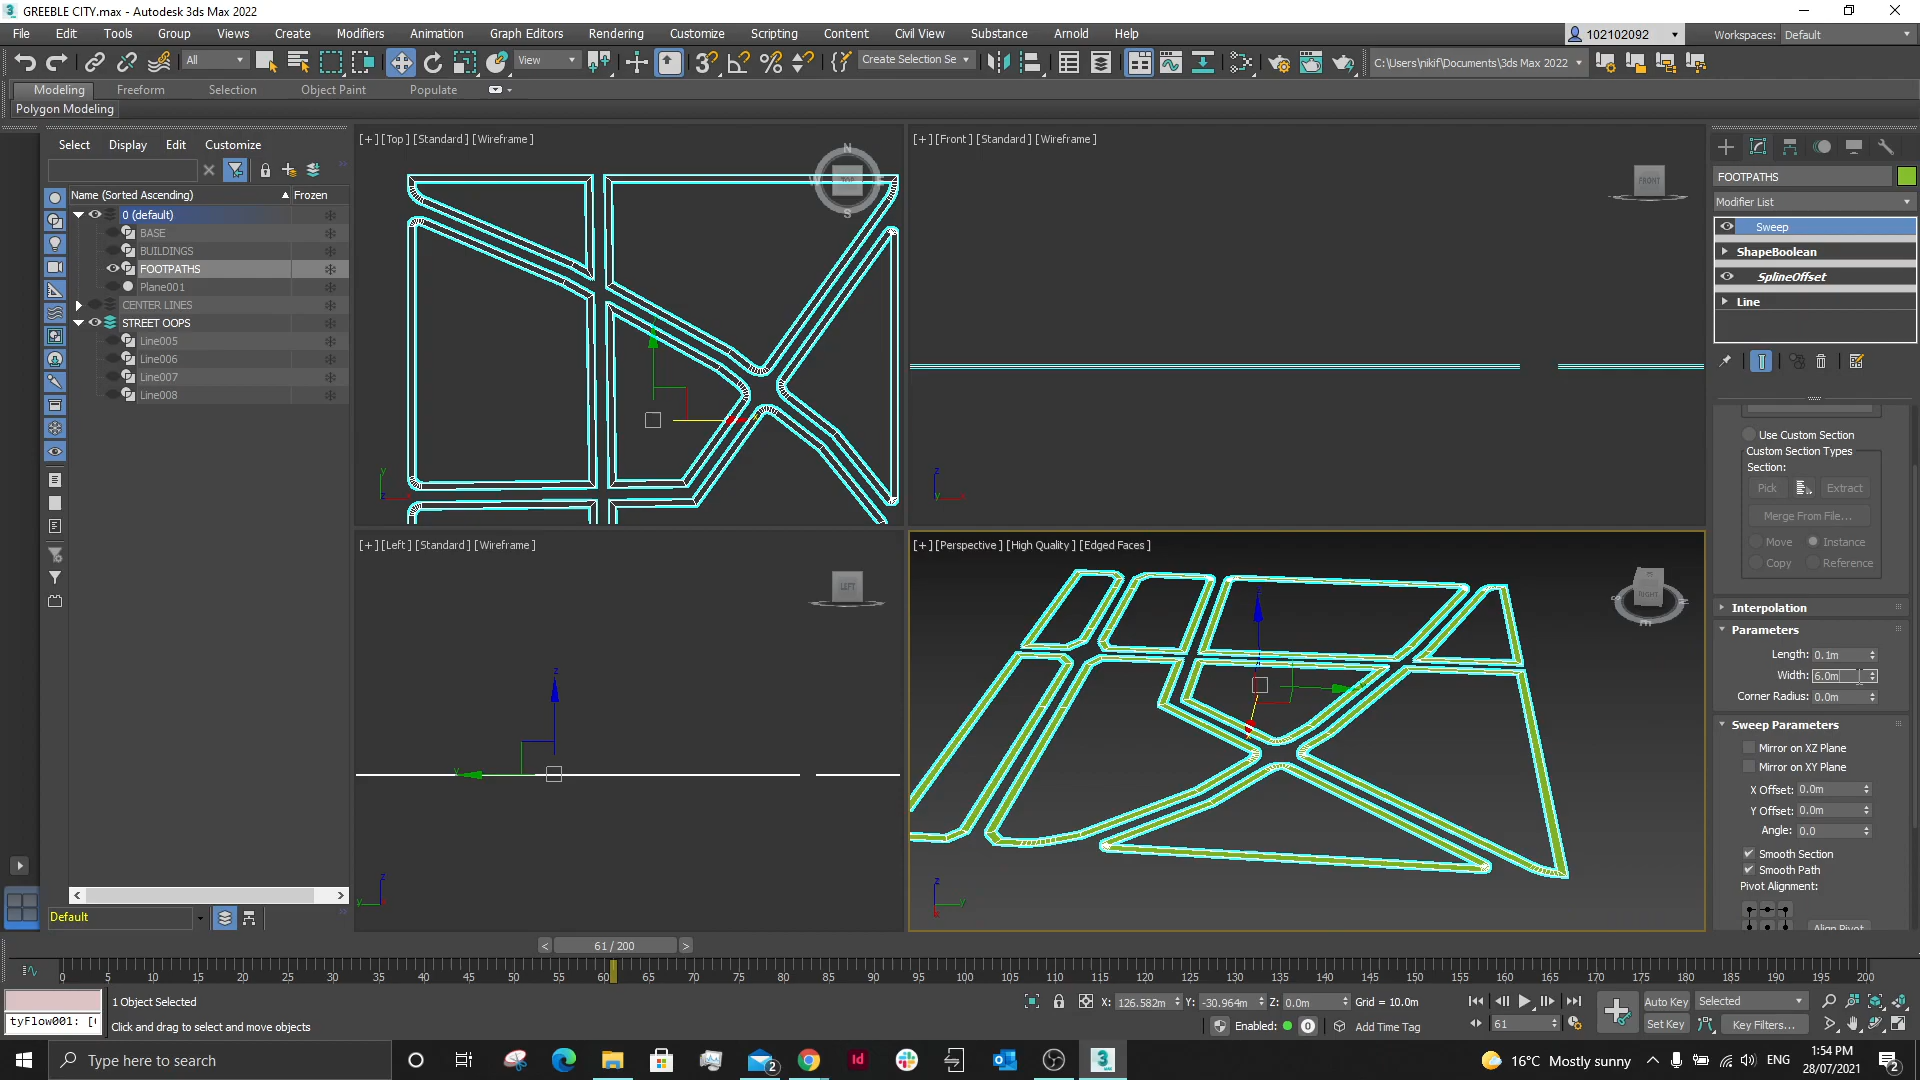 GREEBLE CITY.max - Autodesk 3ds Max 2022
File Edit Tools Group Views Create Modifiers Animation Graph Editors Rendering Customize Scripting Content Civil View Substance Arnold Help
102102092
Workspaces: Default
All
View
Create Selection Se
C:\Users\nikif\Documents\3ds Max 2022
Modeling Freeform Selection Object Paint Populate
Polygon Modeling
Select Display Edit Customize
Name (Sorted Ascending) Frozen
0 (default)
BASE
BUILDINGS
FOOTPATHS
Plane001
CENTER LINES
STREET OOPS
Line005
Line006
Line007
Line008
Default
[+] [Top] [Standard] [Wireframe]
N
TOP
S
y
[+] [Front] [Standard] [Wireframe]
FRONT
z
[+] [Left] [Standard] [Wireframe]
LEFT
z
y
z
y
[+] [Perspective] [High Quality] [Edged Faces]
RIGHT
N
z
y
FOOTPATHS
Modifier List
Sweep
ShapeBoolean
SplineOffset
Line
Use Custom Section
Custom Section Types
Section:
Pick Extract
Merge From File...
Move Instance
Copy Reference
Interpolation
Parameters
Length: 0.1m
Width: 6.0m
Corner Radius: 0.0m
Sweep Parameters
Mirror on XZ Plane
Mirror on XY Plane
X Offset: 0.0m
Y Offset: 0.0m
Angle: 0.0
Smooth Section
Smooth Path
Pivot Alignment:
Align Pivot
< 61 / 200 >
0 5 10 15 20 25 30 35 40 45 50 55 60 65 70 75 80 85 90 95 100 105 110 115 120 125 130 135 140 145 150 155 160 165 170 175 180 185 190 195 200
1 Object Selected
X: 126.582m Y: -30.964m Z: 0.0m Grid = 10.0m
Auto Key Selected
tyFlow001: [
Click and drag to select and move objects
Enabled: 0 Add Time Tag
61
Set Key Key Filters...
Type here to search
2
Id
3
16°C Mostly sunny
ENG
1:54 PM
28/07/2021
2